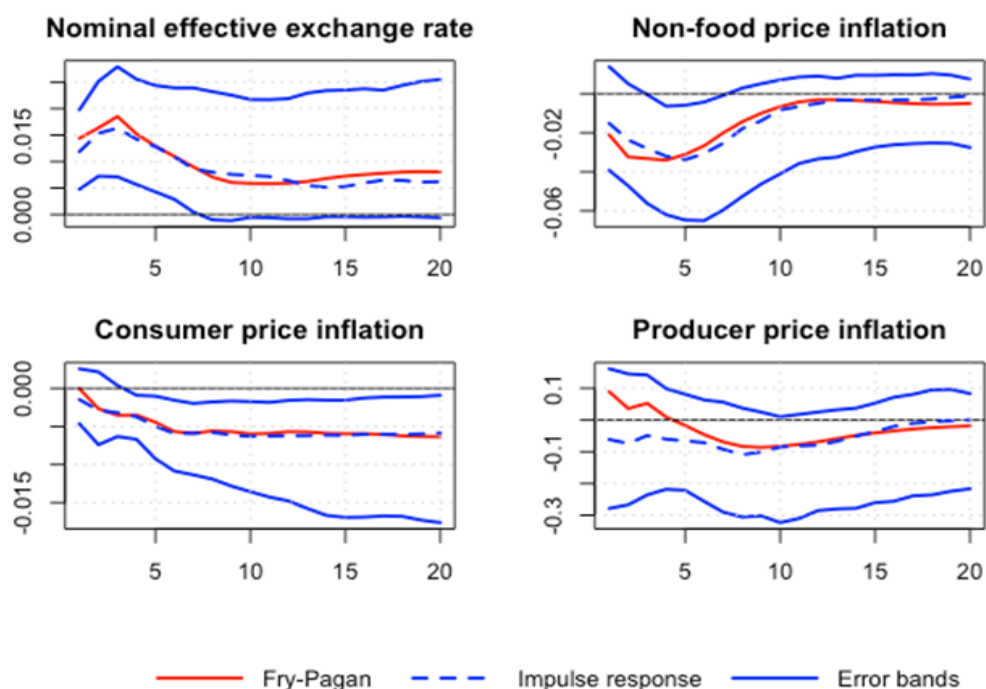 Nominal effective exchange rate
0.015
0.000
5 10 15 20
Non-food price inflation
-0.02
-0.06
5 10 15 20
Consumer price inflation
0.000
-0.015
5 10 15 20
Producer price inflation
0.1
-0.1
-0.3
5 10 15 20
Fry-Pagan Impulse response Error bands